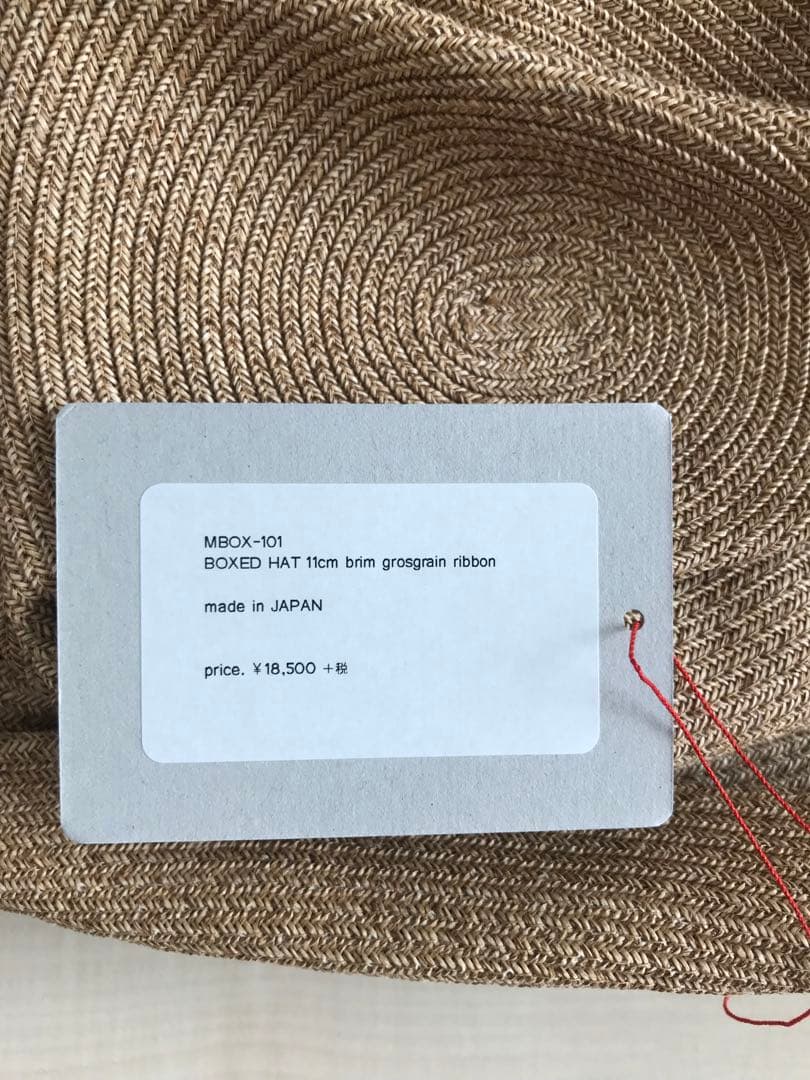 MBOX-101
BOXED HAT 11cm brim grosgrain ribbon
made in JAPAN
price. ¥18,500 +税